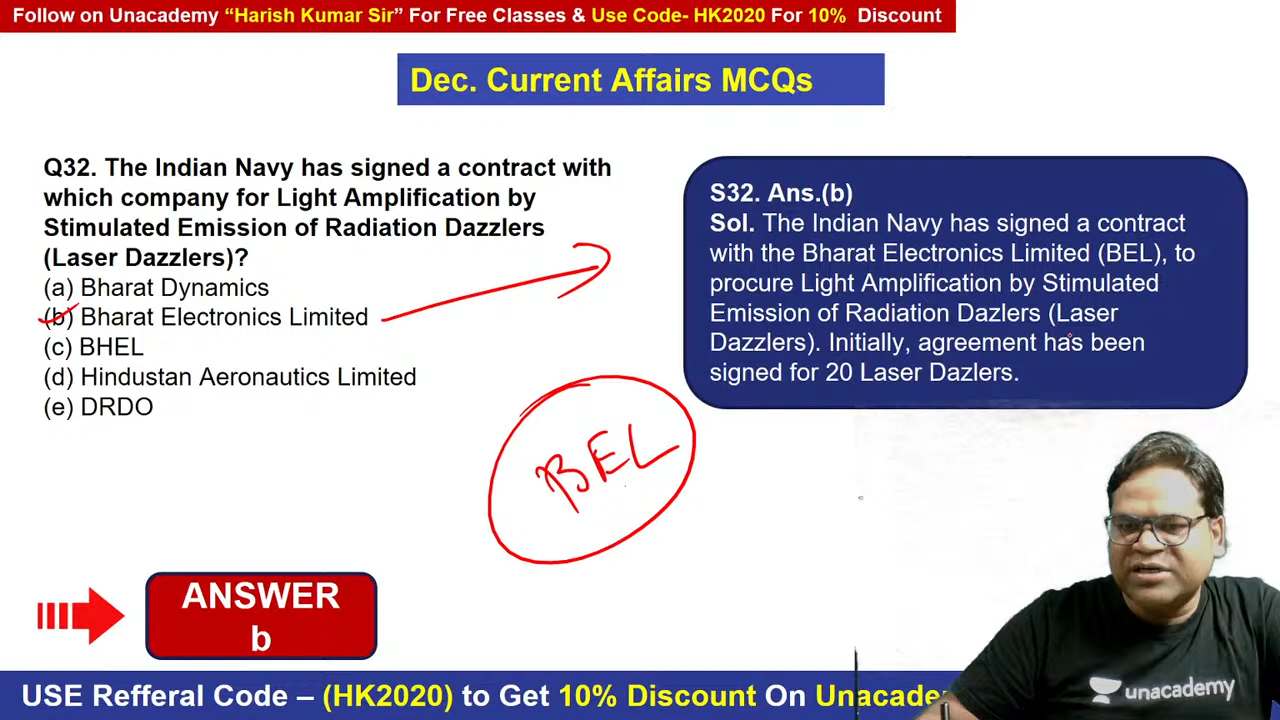 Follow on Unacademy “Harish Kumar Sir” For Free Classes & Use Code- HK2020 For 10% Discount
Dec. Current Affairs MCQs
Q32. The Indian Navy has signed a contract with
which company for Light Amplification by
Stimulated Emission of Radiation Dazzlers
(Laser Dazzlers)?
(a) Bharat Dynamics
(b) Bharat Electronics Limited
(c) BHEL
(d) Hindustan Aeronautics Limited
(e) DRDO
S32. Ans.(b)
Sol. The Indian Navy has signed a contract
with the Bharat Electronics Limited (BEL), to
procure Light Amplification by Stimulated
Emission of Radiation Dazlers (Laser
Dazzlers). Initially, agreement has been
signed for 20 Laser Dazlers.
BEL
ANSWER
b
unacademy
USE Refferal Code – (HK2020) to Get 10% Discount On